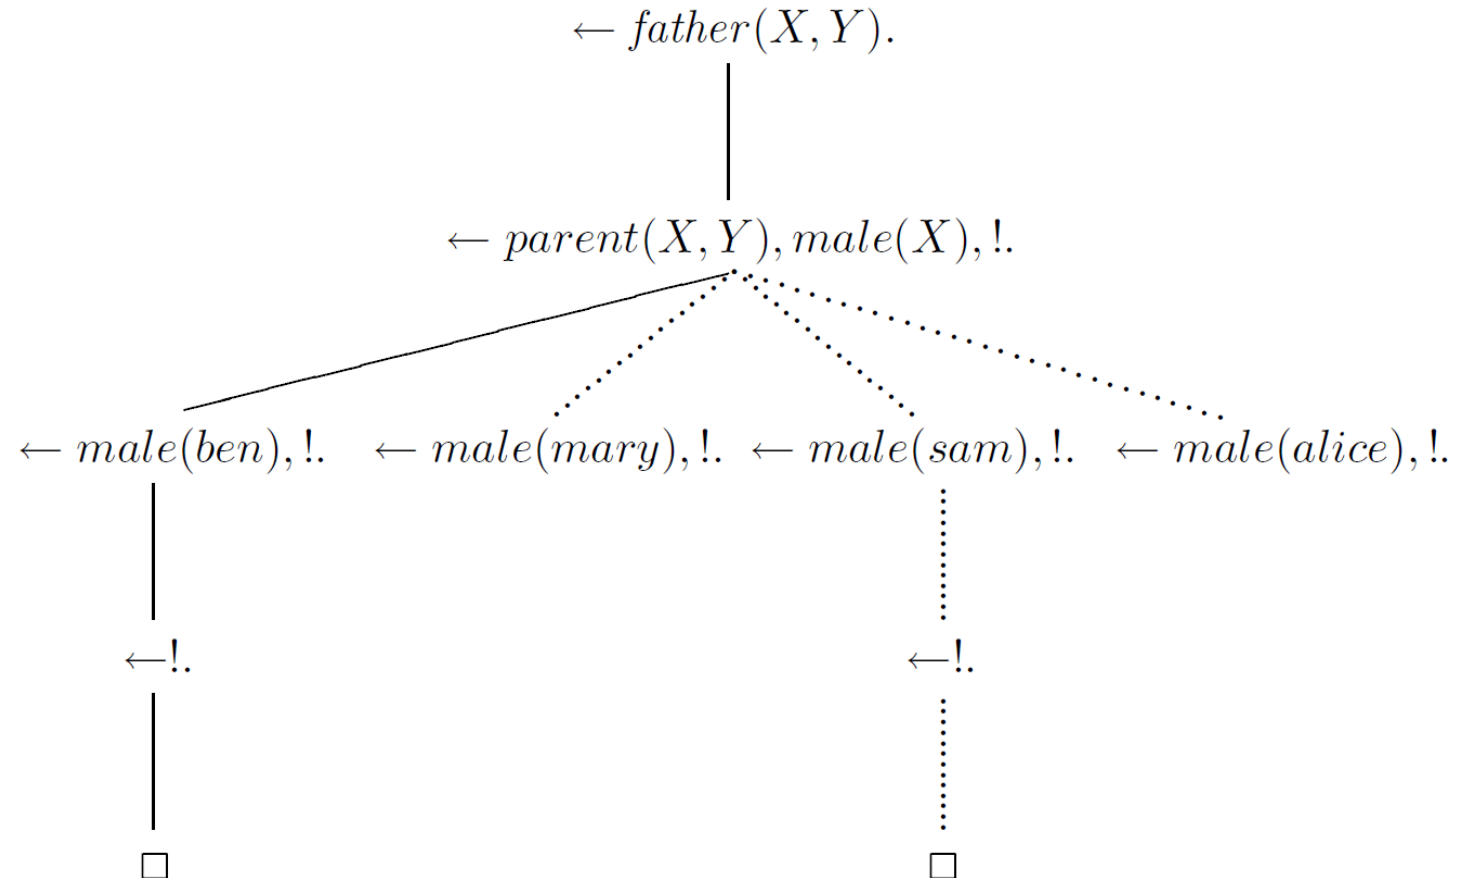 ← father(X, Y).
← parent(X, Y), male(X), !.
← male(ben), !. ← male(mary), !. ← male(sam), !. ← male(alice), !.
←!. ←!.
□ □